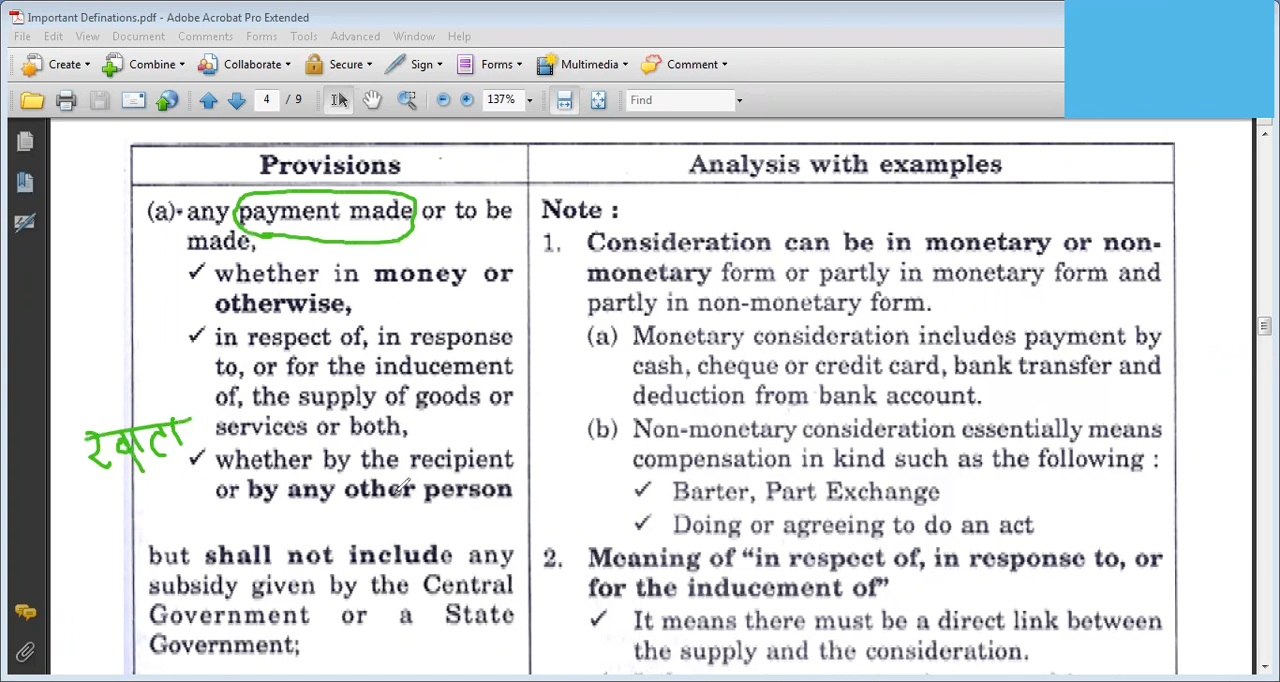 Important Definations.pdf - Adobe Acrobat Pro Extended
File Edit View Document Comments Forms Tools Advanced Window Help
Create Combine Collaborate Secure Sign Forms Multimedia Comment
4 / 9 137% Find
Provisions
(a) any payment made or to be
made,
✓ whether in money or
otherwise,
✓ in respect of, in response
to, or for the inducement
of, the supply of goods or
services or both,
✓ whether by the recipient
or by any other person
but shall not include any
subsidy given by the Central
Government or a State
Government;
Analysis with examples
Note :
1. Consideration can be in monetary or non-
monetary form or partly in monetary form and
partly in non-monetary form.
(a) Monetary consideration includes payment by
cash, cheque or credit card, bank transfer and
deduction from bank account.
(b) Non-monetary consideration essentially means
compensation in kind such as the following :
✓ Barter, Part Exchange
✓ Doing or agreeing to do an act
2. Meaning of "in respect of, in response to, or
for the inducement of"
✓ It means there must be a direct link between
the supply and the consideration.